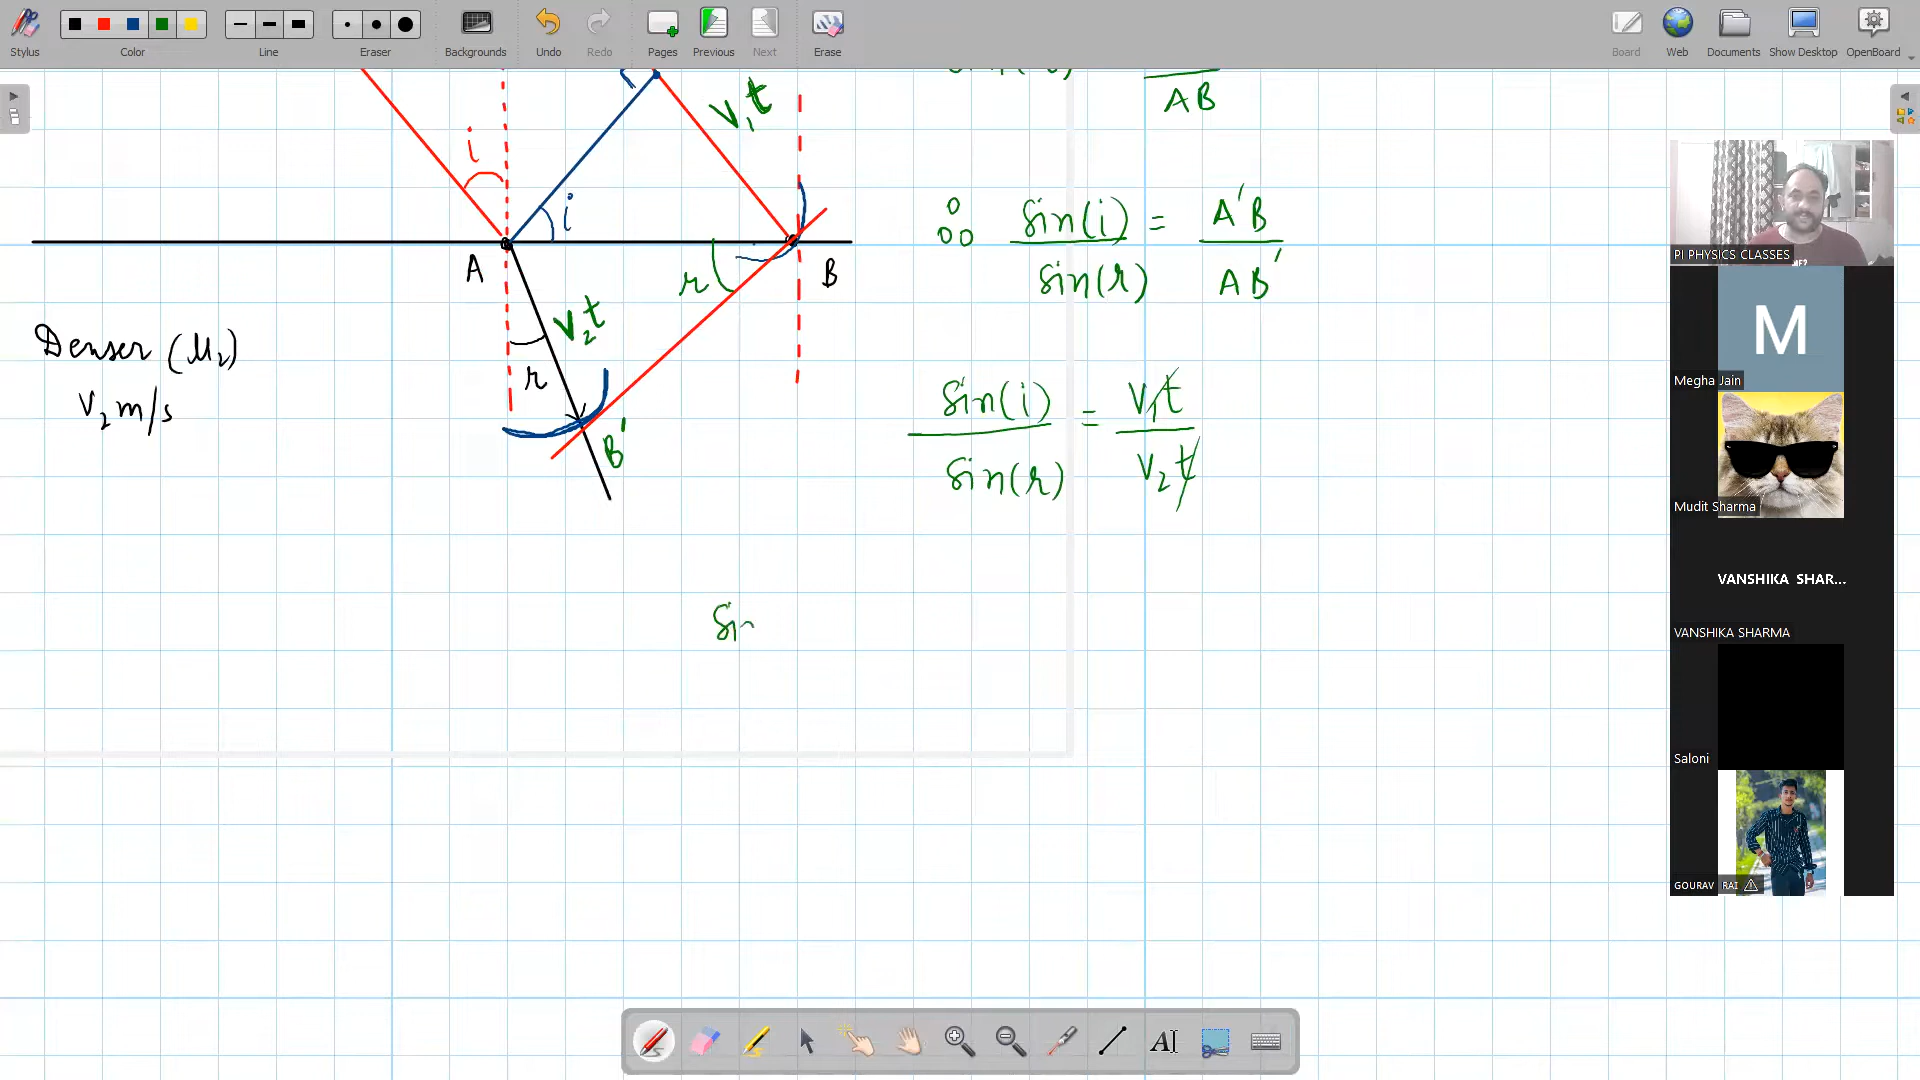 Stylus
Color
Line
Eraser
Backgrounds
Undo
Redo
Pages
Previous
Next
Erase
Board
Web
Documents
Show Desktop
OpenBoard
AB
V₁t
i
i
A
B
r
V₂t
r
B'
Denser (μ₂)
V₂ m/s
∴ sin(i) / sin(r) = A'B / AB'
sin(i) / sin(r) = V₁t / V₂t
Sin
PI PHYSICS CLASSES
M
Megha Jain
Mudit Sharma
VANSHIKA SHAR...
VANSHIKA SHARMA
Saloni
GOURAV RAI
AI